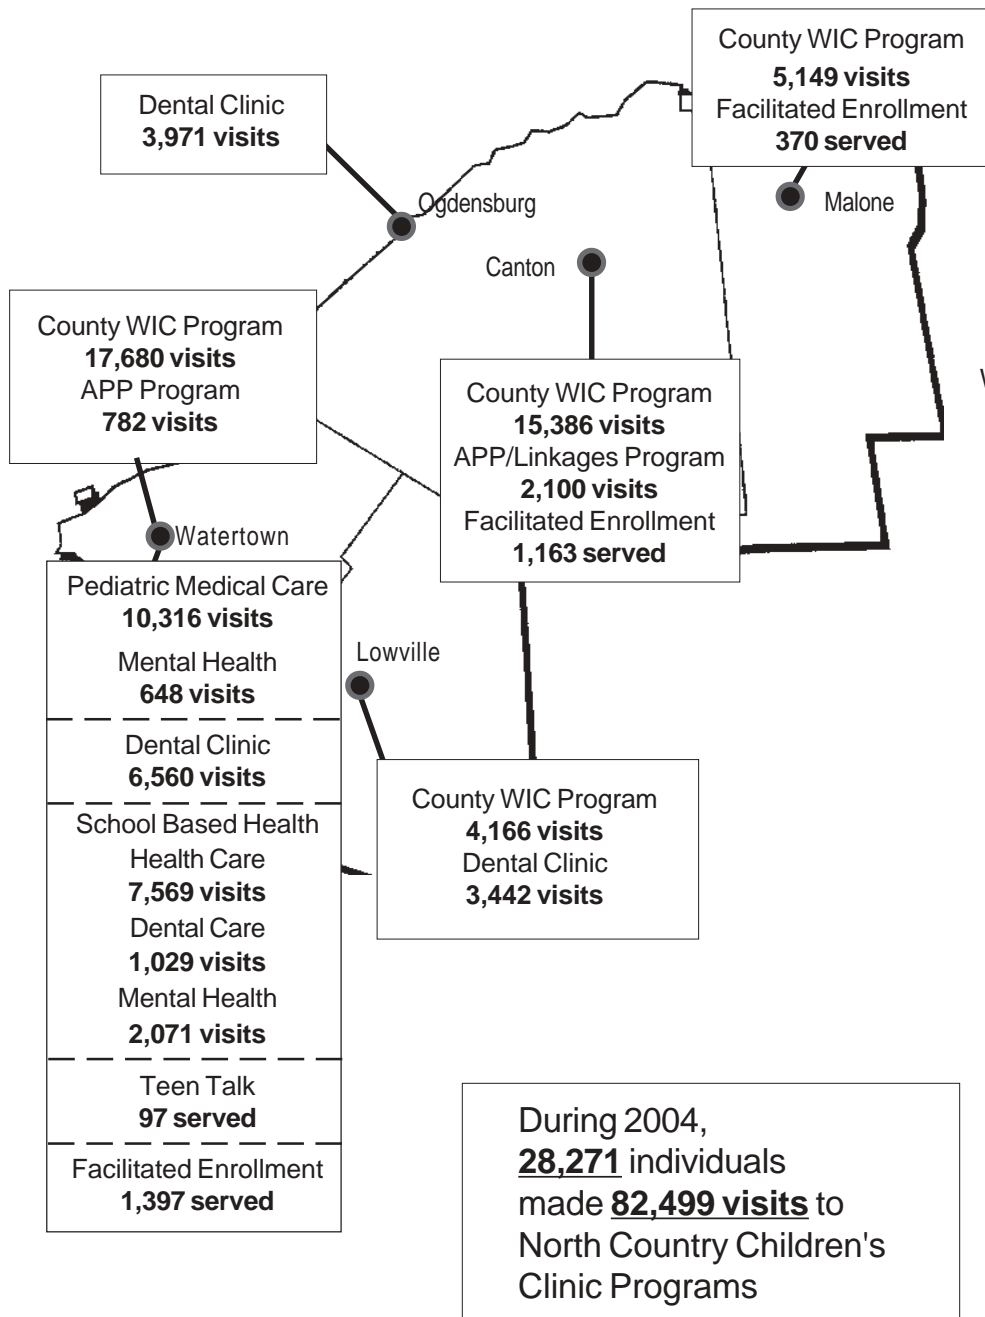 County WIC Program
5,149 visits
Facilitated Enrollment
370 served
Dental Clinic
3,971 visits
Ogdensburg
Malone
Canton
County WIC Program
17,680 visits
APP Program
782 visits
County WIC Program
15,386 visits
APP/Linkages Program
2,100 visits
Facilitated Enrollment
1,163 served
Watertown
Pediatric Medical Care
10,316 visits
Mental Health
648 visits
Dental Clinic
6,560 visits
School Based Health
Health Care
7,569 visits
Dental Care
1,029 visits
Mental Health
2,071 visits
Teen Talk
97 served
Facilitated Enrollment
1,397 served
Lowville
County WIC Program
4,166 visits
Dental Clinic
3,442 visits
During 2004,
28,271 individuals
made 82,499 visits to
North Country Children's
Clinic Programs